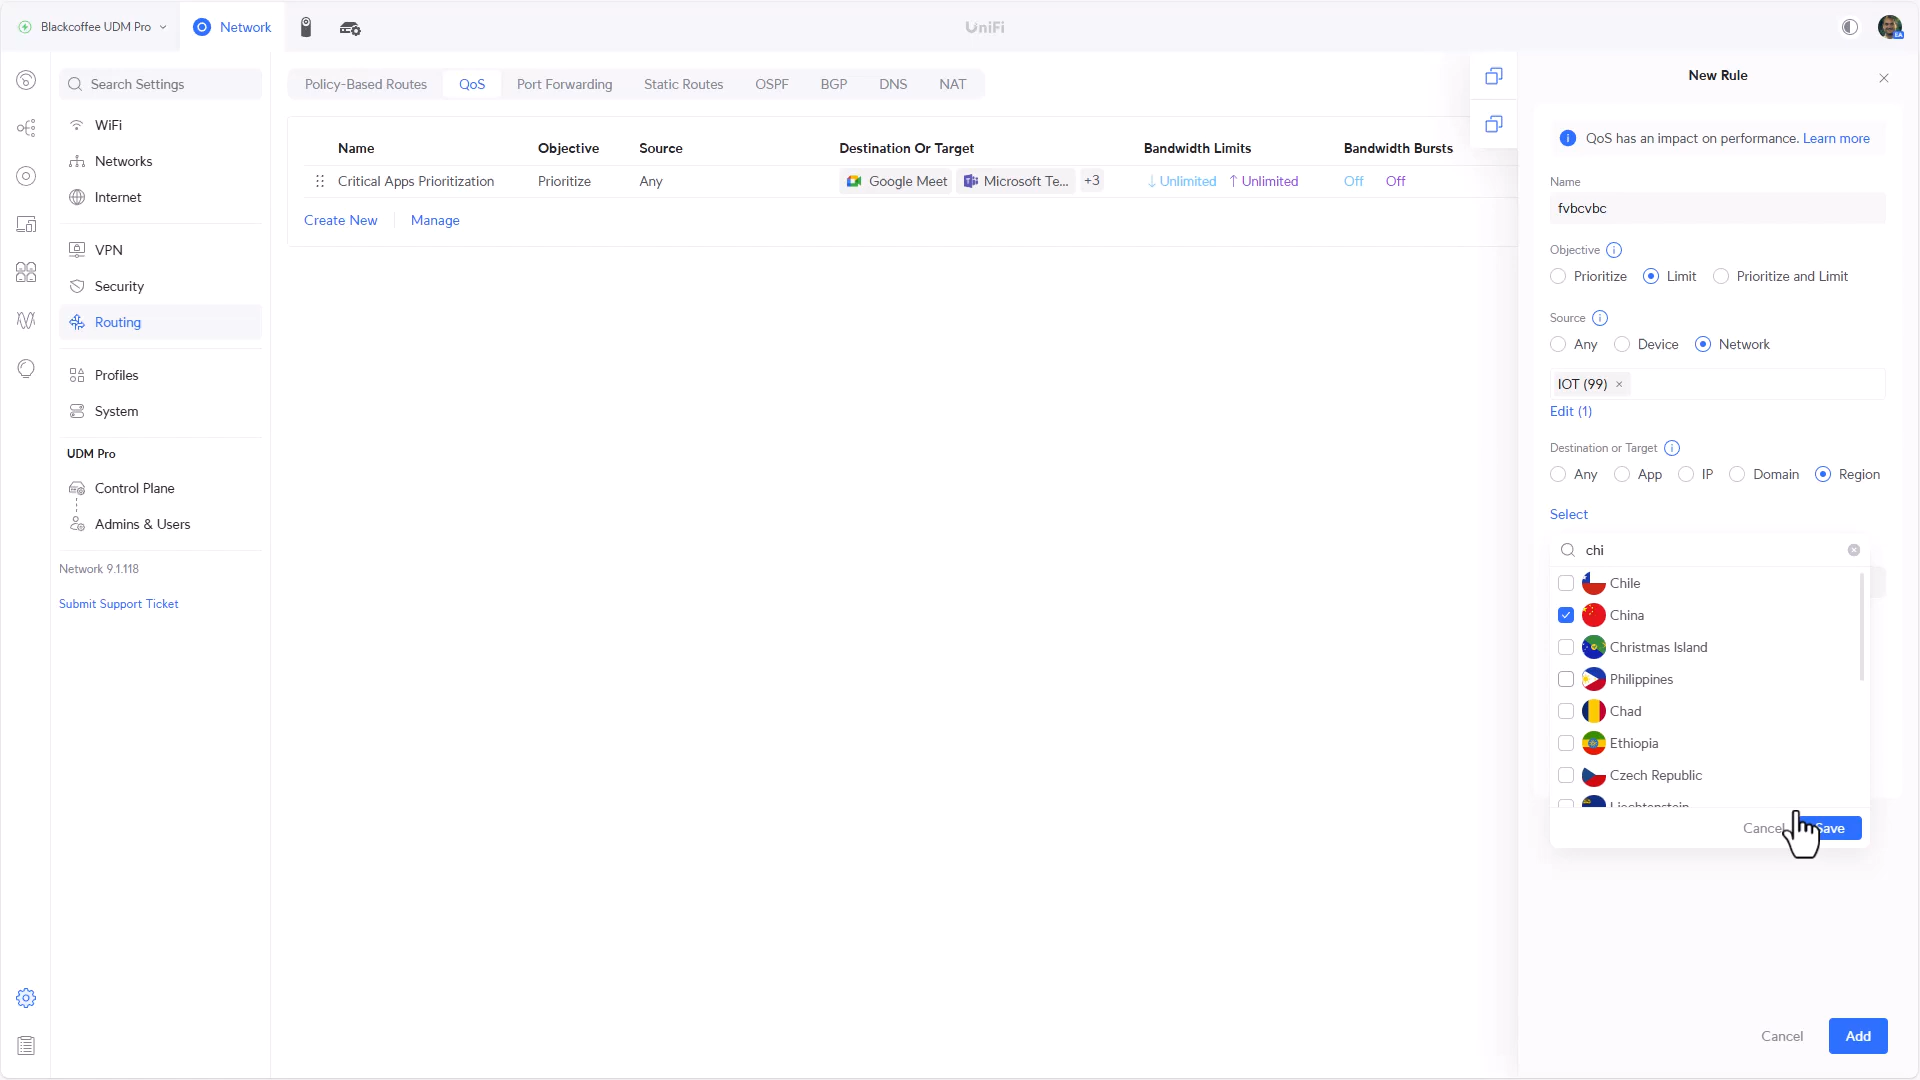 Blackcoffee UDM Pro
Network
UniFi
EA
Search Settings
WiFi
Networks
Internet
VPN
Security
Routing
Profiles
System
UDM Pro
Control Plane
Admins & Users
Network 9.1.118
Submit Support Ticket
Policy-Based Routes QoS Port Forwarding Static Routes OSPF BGP DNS NAT
Name Objective Source Destination Or Target Bandwidth Limits Bandwidth Bursts
Critical Apps Prioritization Prioritize Any Google Meet Microsoft Te... +3 ↓ Unlimited ↑ Unlimited Off Off
Create New Manage
New Rule
QoS has an impact on performance. Learn more
Name
fvbcvbc
Objective
Prioritize Limit Prioritize and Limit
Source
Any Device Network
IOT (99) ×
Edit (1)
Destination or Target
Any App IP Domain Region
Select
chi
Chile
China
Christmas Island
Philippines
Chad
Ethiopia
Czech Republic
Liechtenstein
Cancel Save
Cancel Add